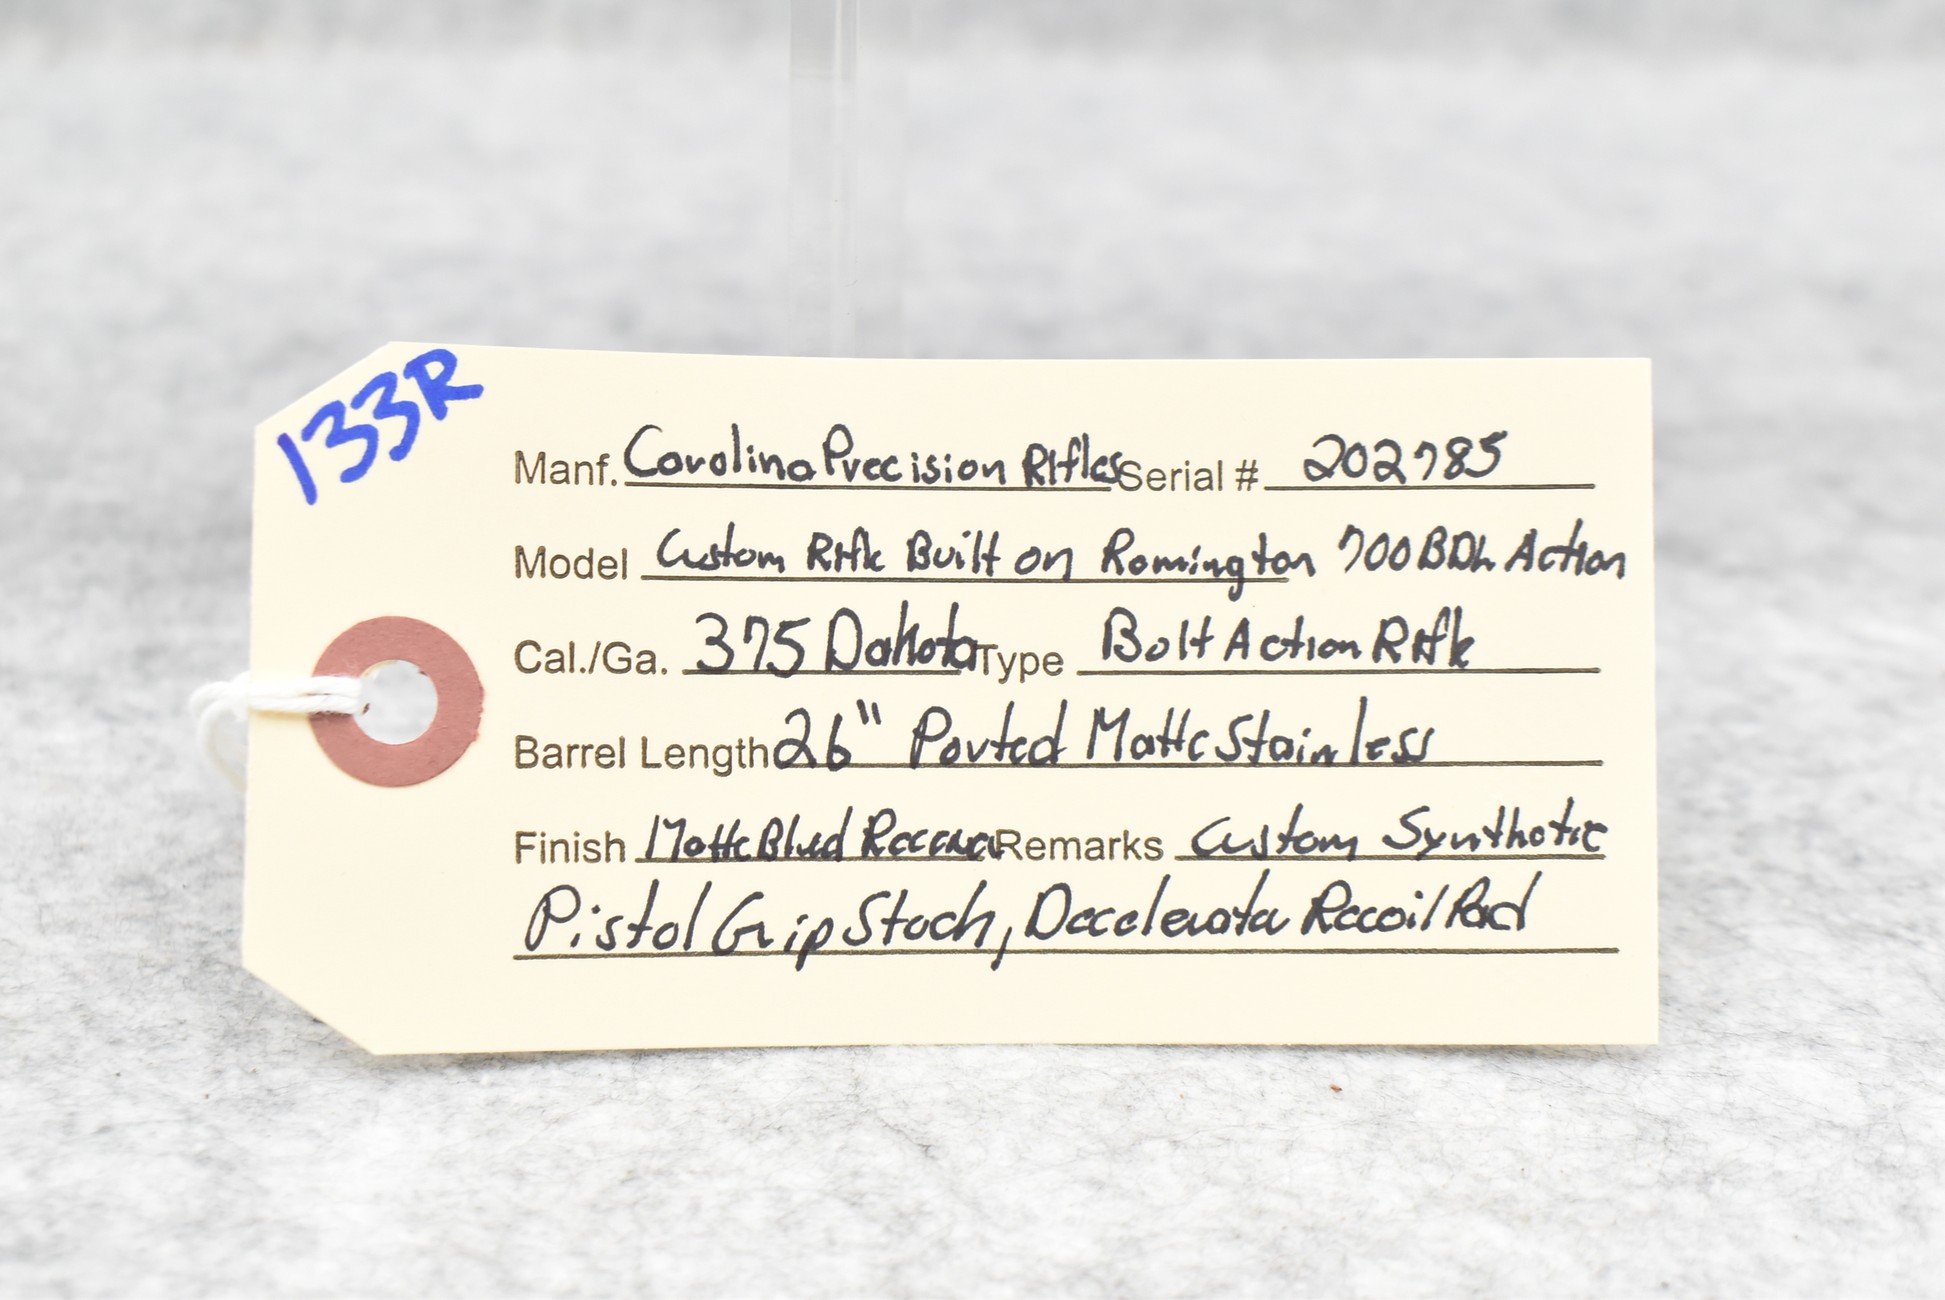 133R
Manf. Carolina Precision Rifles Serial # 202785
Model Custom Rifle Built on Remington 700 BDL Action
Cal./Ga. 375 Dakota Type Bolt Action Rifle
Barrel Length 26" Ported Matte Stainless
Finish Matte Blued Receiver Remarks Custom Synthetic
Pistol Grip Stock, Decelerator Recoil Pad